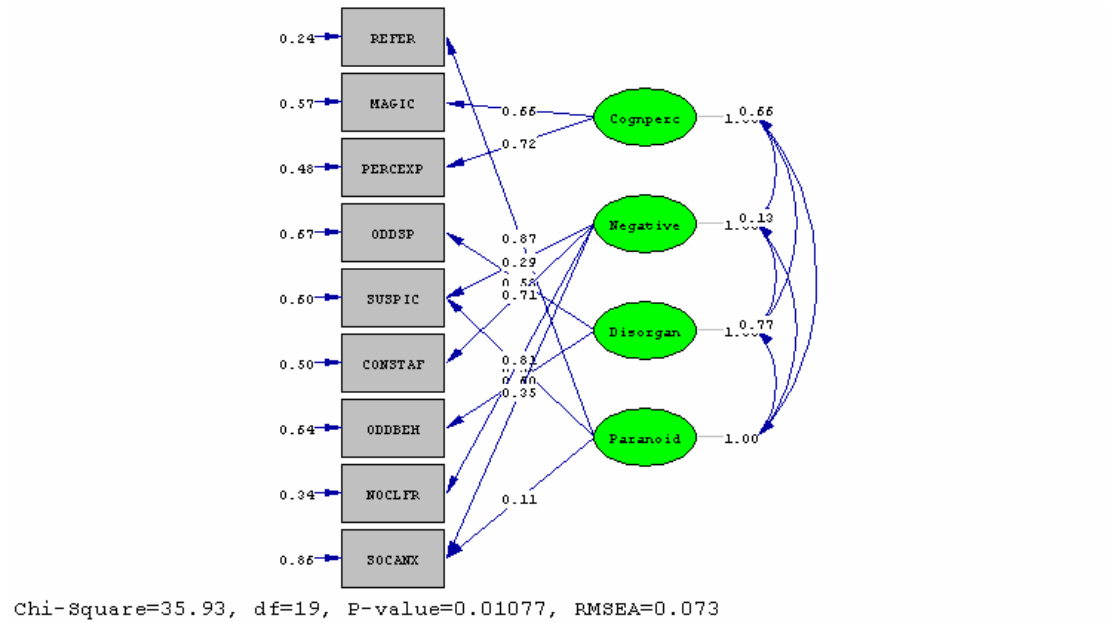 0.24 REFER
0.57 MAGIC 0.66 Cognperc 0.66
0.72
0.48 PERCEXP
0.67 ODDSP 0.87 Negative 0.13
0.29
0.71
0.60 SUSPIC
Disorgan 0.77
0.50 CONSTAF 0.81
0.35
0.64 ODDBEH Paranoid 1.00
0.34 NOCLFR 0.11
0.86 SOCANX
Chi-Square=35.93, df=19, P-value=0.01077, RMSEA=0.073